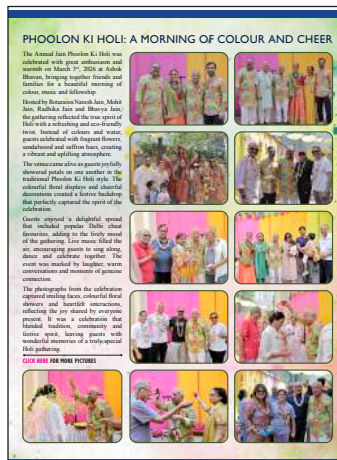 PHOOLON KI HOLI: A MORNING OF COLOUR AND CHEER
The Annual Jain Phoolon Ki Holi was
celebrated with great enthusiasm and
warmth on March 3rd, 2026 at Ashok
Bhavan, bringing together friends and
families for a beautiful morning of
colour, music and fellowship.
Hosted by Rotarians Naresh Jain, Mohit
Jain, Radhika Jain and Bhavya Jain,
the gathering reflected the true spirit of
Holi with a refreshing and eco-friendly
twist. Instead of colours and water,
guests celebrated with fragrant flowers,
sandalwood and saffron hues, creating
a vibrant and uplifting atmosphere.
The venue came alive as guests joyfully
showered petals on one another in the
traditional Phoolon Ki Holi style. The
colourful floral displays and cheerful
decorations created a festive backdrop
that perfectly captured the spirit of the
celebration.
Guests enjoyed a delightful spread
that included popular Delhi chaat
favourites, adding to the lively mood
of the gathering. Live music filled the
air, encouraging guests to sing along,
dance and celebrate together. The
event was marked by laughter, warm
conversations and moments of genuine
connection.
The photographs from the celebration
captured smiling faces, colourful floral
showers and heartfelt interactions,
reflecting the joy shared by everyone
present. It was a celebration that
blended tradition, community and
festive spirit, leaving guests with
wonderful memories of a truly special
Holi gathering.
CLICK HERE FOR MORE PICTURES